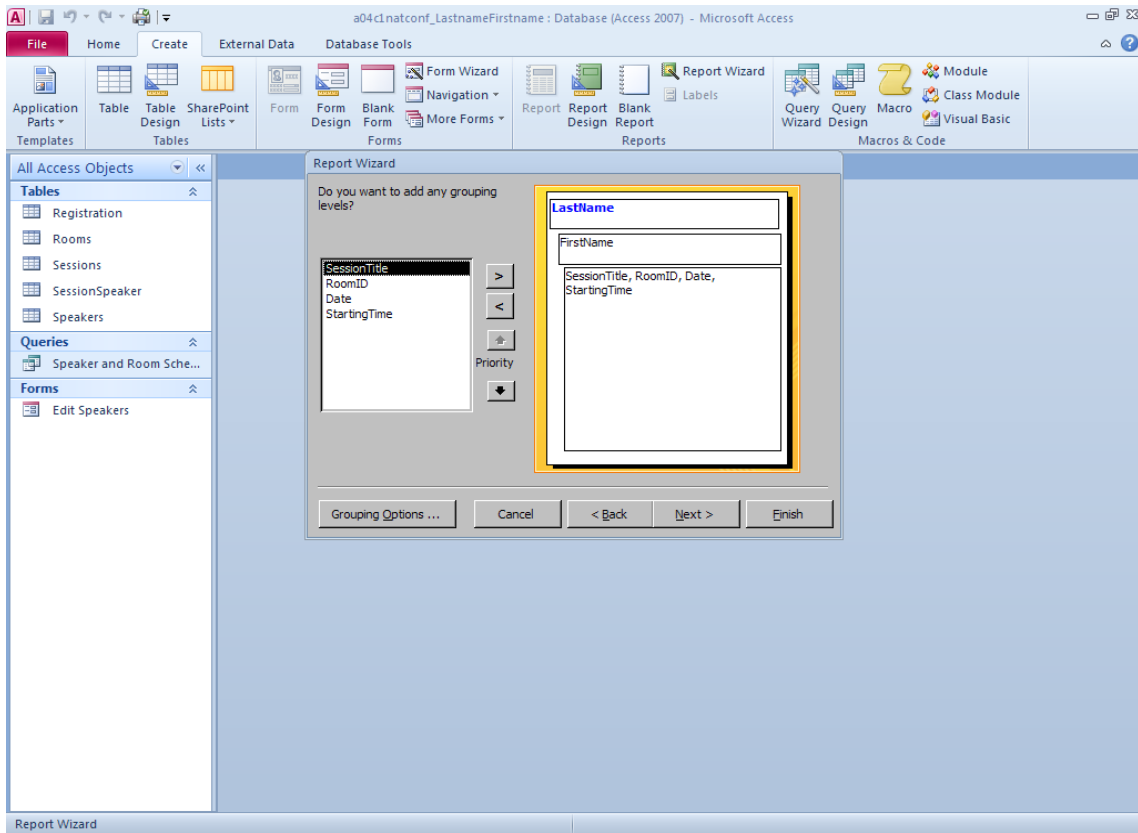 a04c1natconf_LastnameFirstname : Database (Access 2007) - Microsoft Access
File Home Create External Data Database Tools
Application Parts
Table
Table Design
SharePoint Lists
Form
Form Design
Blank Form
Form Wizard
Navigation
More Forms
Report
Report Design
Blank Report
Report Wizard
Labels
Query Wizard
Query Design
Macro
Module
Class Module
Visual Basic
Templates Tables Forms Reports Macros & Code
All Access Objects
Tables
Registration
Rooms
Sessions
SessionSpeaker
Speakers
Queries
Speaker and Room Sche...
Forms
Edit Speakers
Report Wizard
Do you want to add any grouping
levels?
SessionTitle
RoomID
Date
StartingTime
>
<
Priority
LastName
FirstName
SessionTitle, RoomID, Date,
StartingTime
Grouping Options ... Cancel < Back Next > Finish
Report Wizard